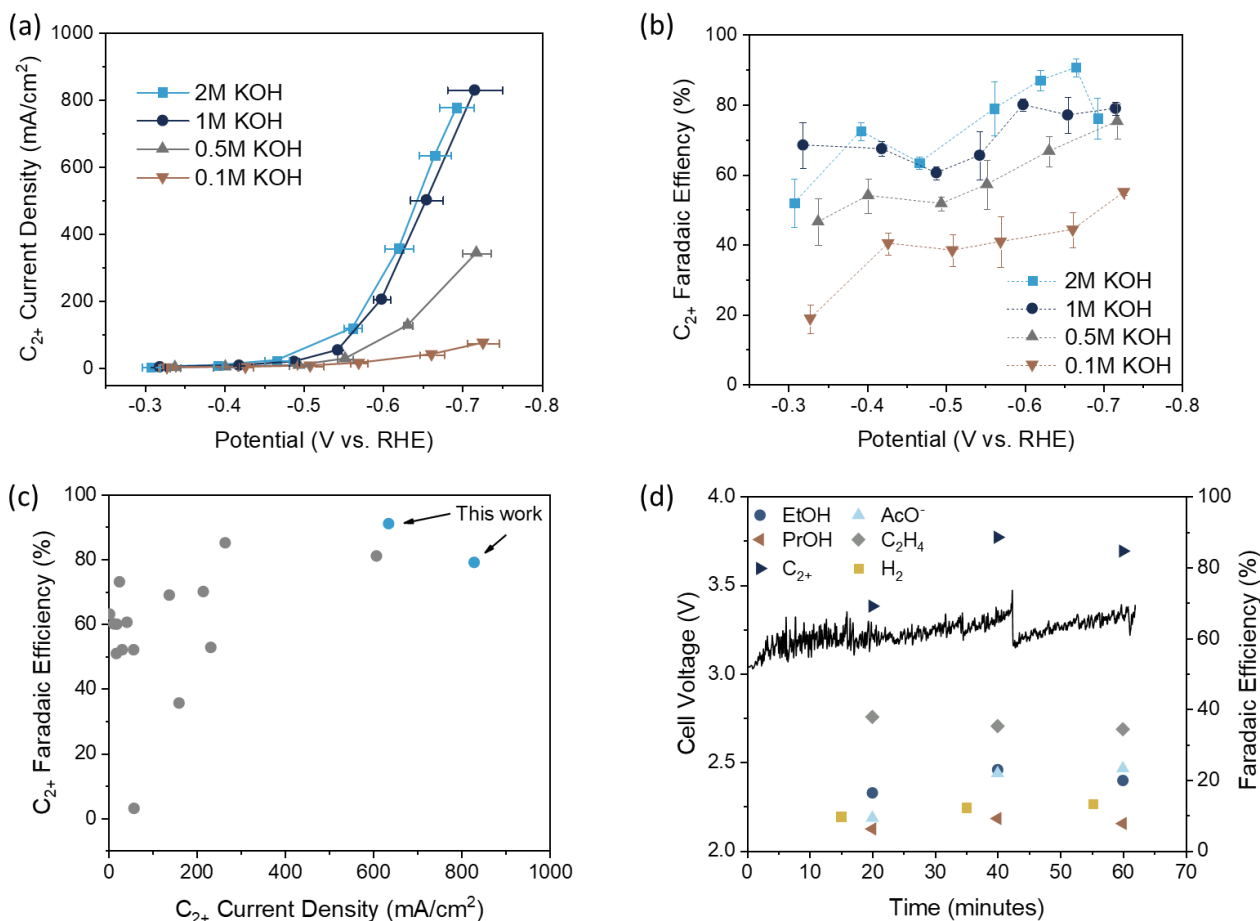 (a)
C₂₊ Current Density (mA/cm²)
1000
800
600
400
200
0
2M KOH
1M KOH
0.5M KOH
0.1M KOH
-0.3 -0.4 -0.5 -0.6 -0.7 -0.8
Potential (V vs. RHE)
(b)
C₂₊ Faradaic Effiency (%)
100
80
60
40
20
0
2M KOH
1M KOH
0.5M KOH
0.1M KOH
-0.3 -0.4 -0.5 -0.6 -0.7
Potential (V vs. RHE)
(c)
C₂₊ Faradaic Efficiency (%)
100
80
60
40
20
0
This work
0 200 400 600 800 1000
C₂₊ Current Density (mA/cm²)
(d)
Cell Voltage (V)
4.0
3.5
3.0
2.5
2.0
EtOH
PrOH
C₂₊
AcO⁻
C₂H₄
H₂
100
80
60
40
20
0
Faradaic Efficiency (%)
0 10 20 30 40 50 60 70
Time (minutes)